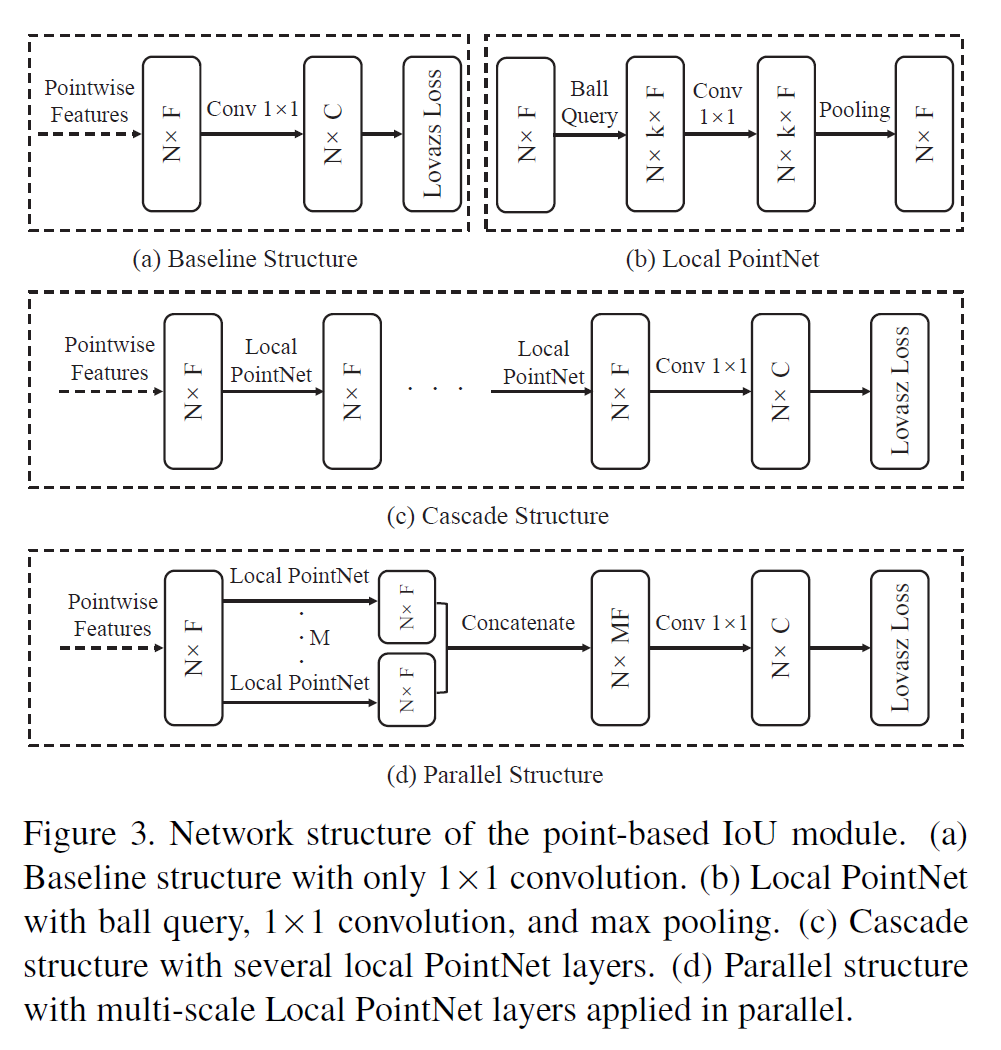 Pointwise
Features
N× F
Conv 1×1
N× C
Lovazs Loss
(a) Baseline Structure
N× F
Ball
Query
N× k× F
Conv
1×1
N× k× F
Pooling
N× F
(b) Local PointNet
Pointwise
Features
N× F
Local
PointNet
N× F
. . .
Local
PointNet
N× F
Conv 1×1
N× C
Lovasz Loss
(c) Cascade Structure
Pointwise
Features
N× F
Local PointNet
.
M
.
Local PointNet
N× F
N× F
Concatenate
N× MF
Conv 1×1
N× C
Lovasz Loss
(d) Parallel Structure
Figure 3. Network structure of the point-based IoU module. (a)
Baseline structure with only 1×1 convolution. (b) Local PointNet
with ball query, 1×1 convolution, and max pooling. (c) Cascade
structure with several local PointNet layers. (d) Parallel structure
with multi-scale Local PointNet layers applied in parallel.